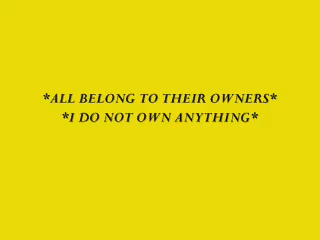 *ALL BELONG TO THEIR OWNERS*
*I DO NOT OWN ANYTHING*